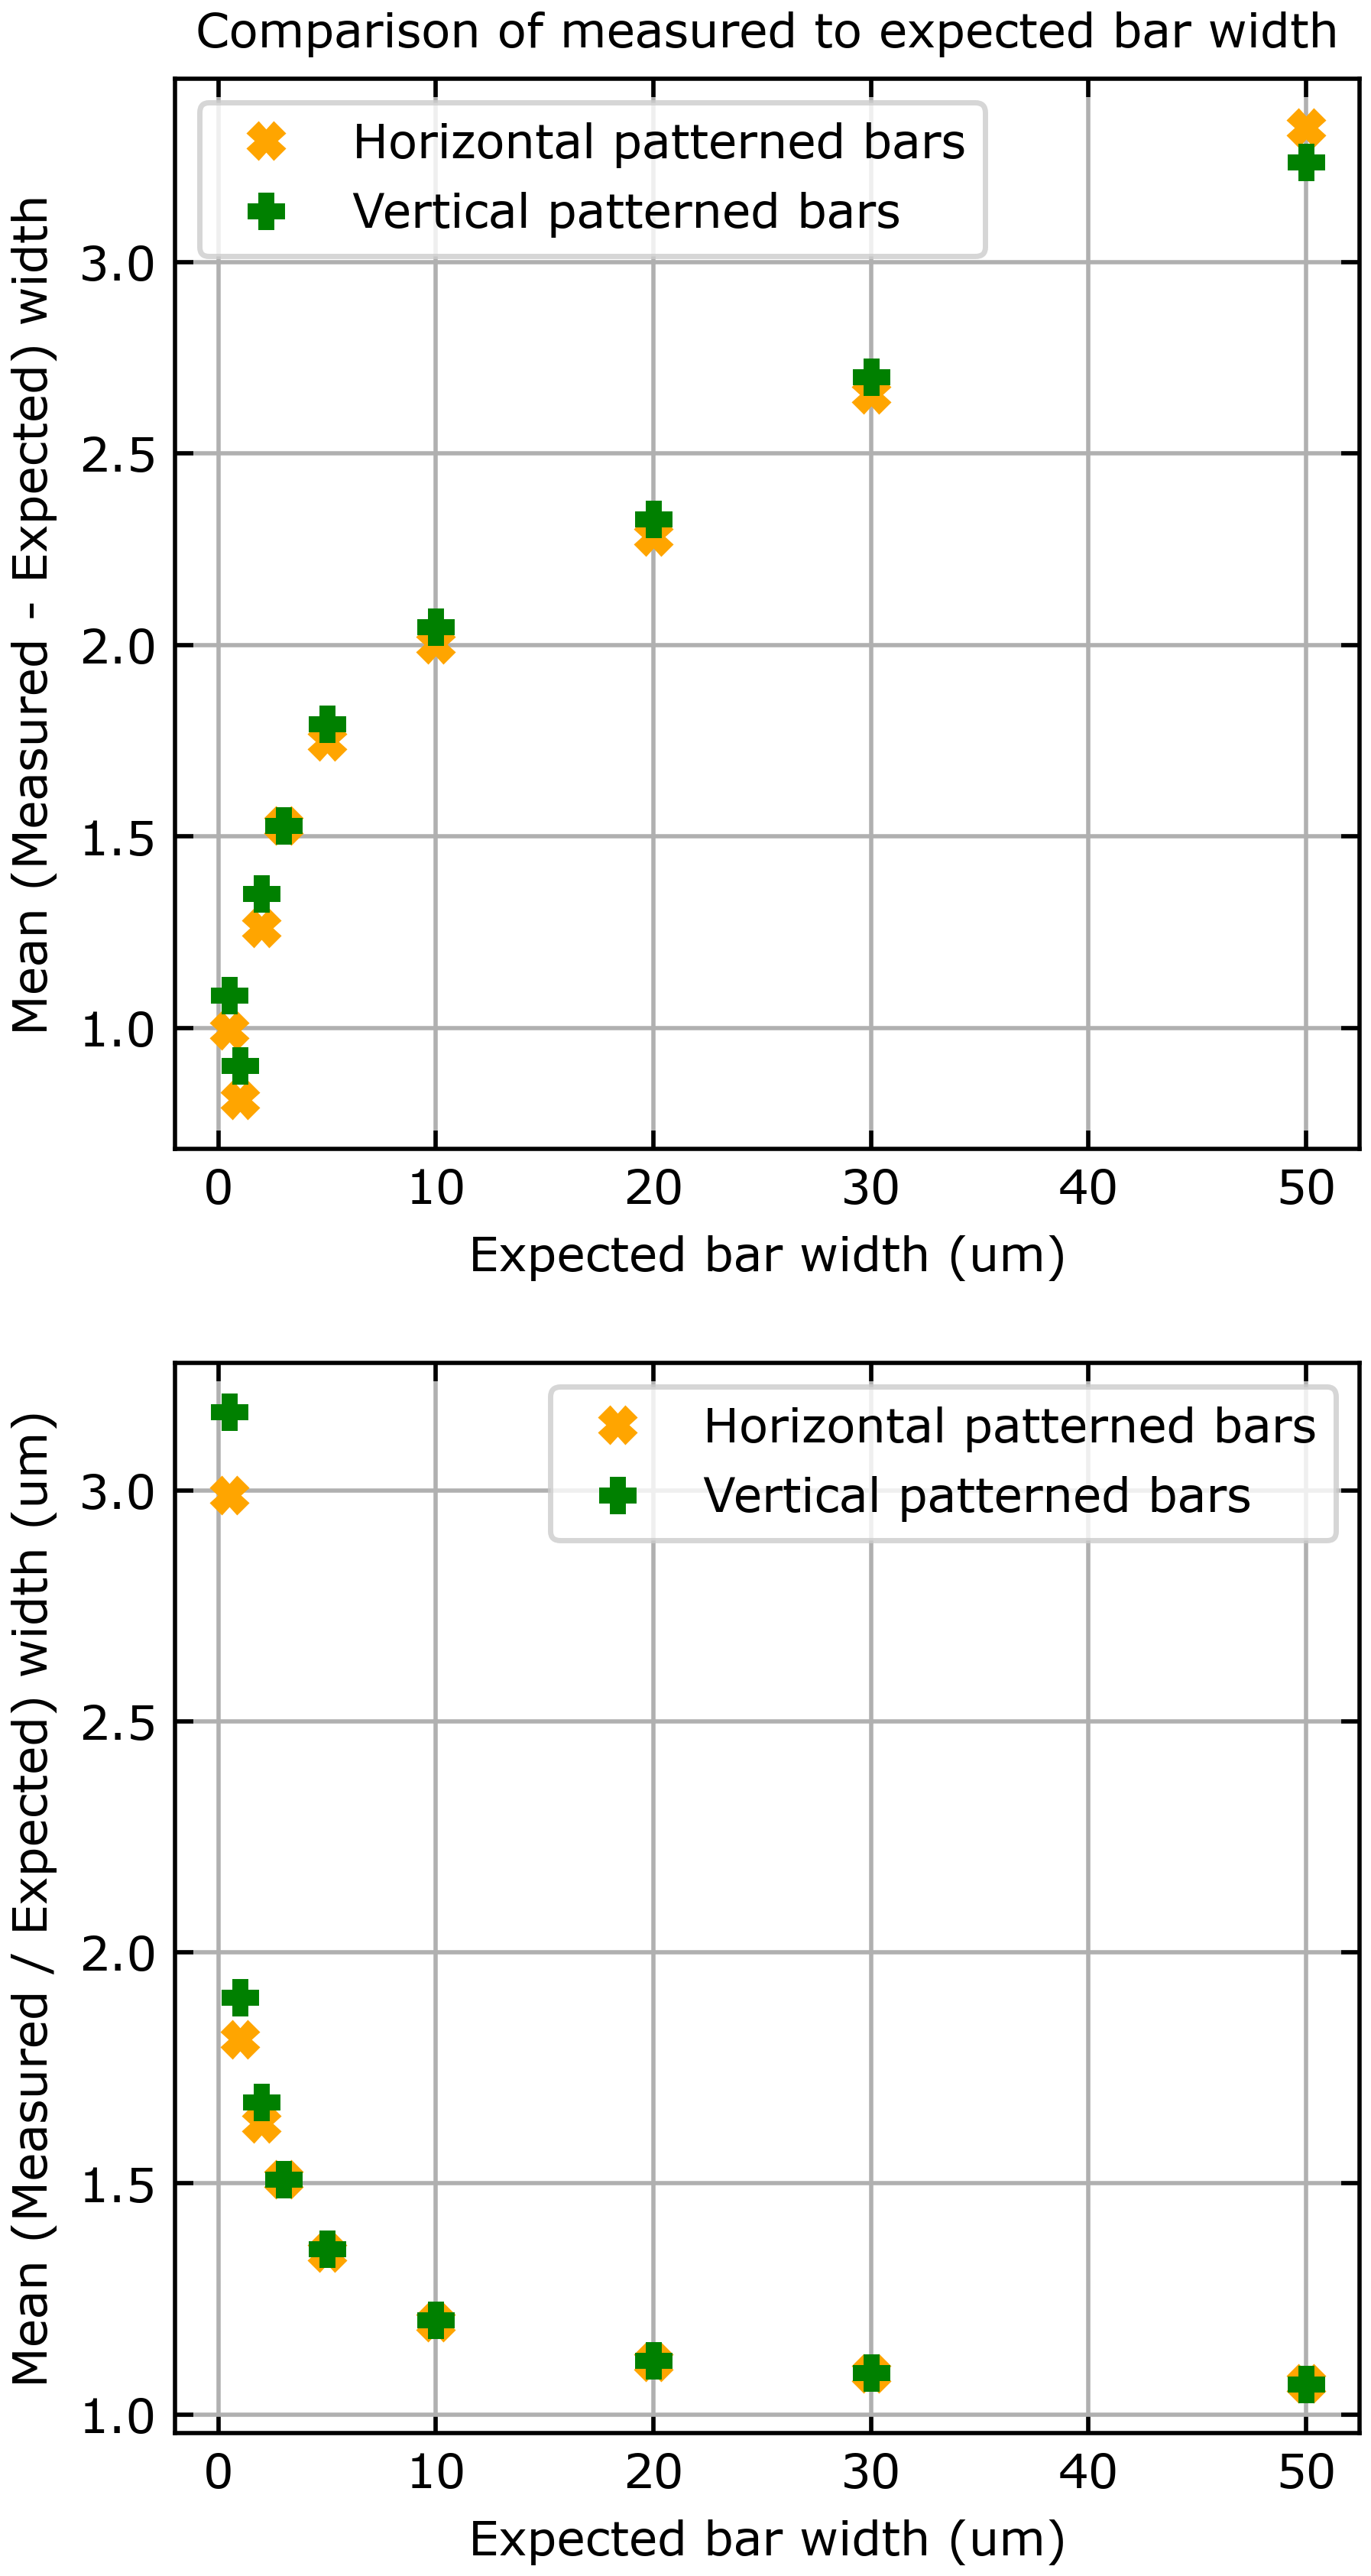 Comparison of measured to expected bar width
Horizontal patterned bars
Vertical patterned bars
Mean (Measured - Expected) width
3.0
2.5
2.0
1.5
1.0
0 10 20 30 40 50
Expected bar width (um)
Horizontal patterned bars
Vertical patterned bars
Mean (Measured / Expected) width (um)
3.0
2.5
2.0
1.5
1.0
0 10 20 30 40 50
Expected bar width (um)